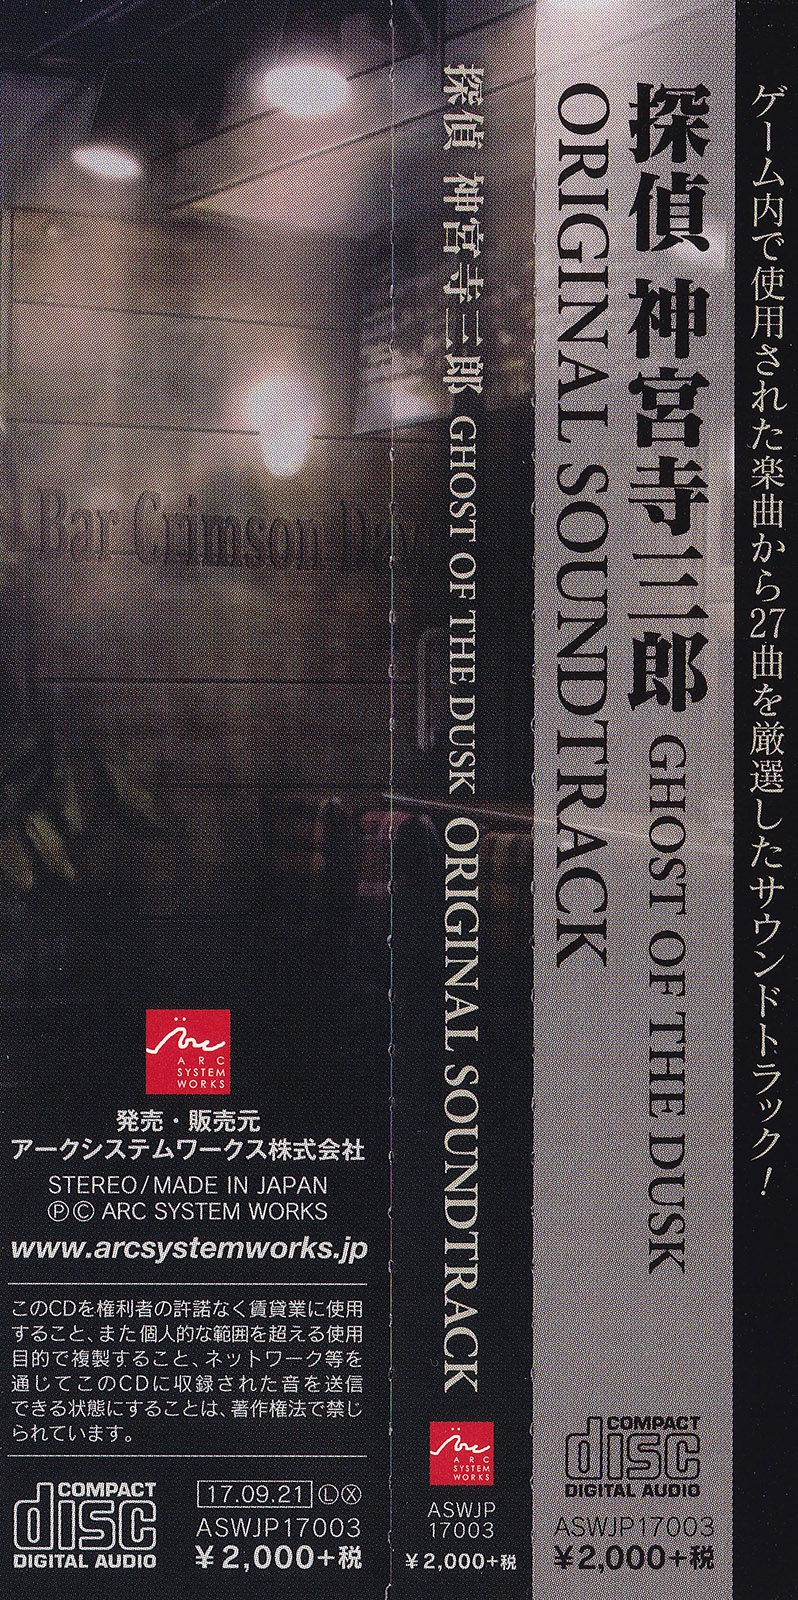 ゲーム内で使用された楽曲から27曲を厳選したサウンドトラック!
探偵 神宮寺三郎 GHOST OF THE DUSK
ORIGINAL SOUNDTRACK
COMPACT
disc
DIGITAL AUDIO
ASWJP17003
¥2,000+税
探偵 神宮寺三郎 GHOST OF THE DUSK ORIGINAL SOUNDTRACK
Arc
ARC
SYSTEM
WORKS
ASWJP
17003
¥2,000+税
Bar Crimson Day
Arc
ARC
SYSTEM
WORKS
発売・販売元
アークシステムワークス株式会社
STEREO/MADE IN JAPAN
Ⓟ© ARC SYSTEM WORKS
www.arcsystemworks.jp
このCDを権利者の許諾なく賃貸業に使用
すること、また個人的な範囲を超える使用
目的で複製すること、ネットワーク等を
通じてこのCDに収録された音を送信
できる状態にすることは、著作権法で禁じ
られています。
COMPACT
disc
DIGITAL AUDIO
17.09.21 ⓁⓍ
ASWJP17003
¥2,000+税